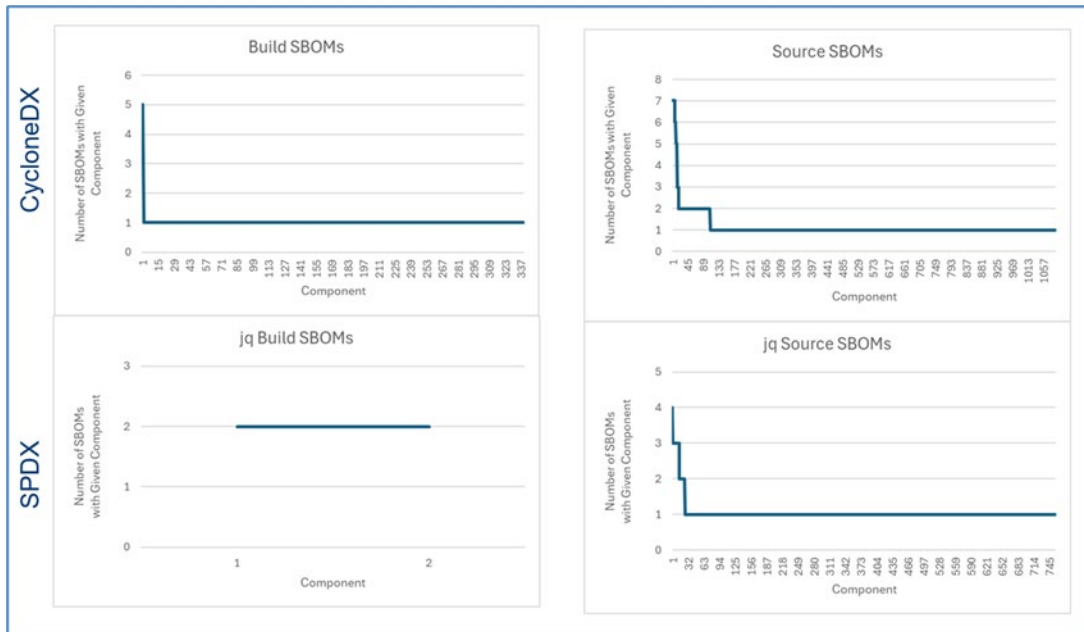 CycloneDX
Build SBOMs
Number of SBOMs with Given
Component
6
5
4
3
2
1
0
1 15 29 43 57 71 85 99 113 127 141 155 169 183 197 211 225 239 253 267 281 295 309 323 337
Component
Source SBOMs
Number of SBOMs with Given
Component
8
7
6
5
4
3
2
1
0
1 45 89 133 177 221 265 309 353 397 441 485 529 573 617 661 705 749 793 837 881 925 969 1013 1057
Component
SPDX
jq Build SBOMs
Number of SBOMs
with Given Component
3
2
1
0
1 2
Component
jq Source SBOMs
Number of SBOMs
with Given Component
5
4
3
2
1
0
1 32 63 94 125 156 187 218 249 280 311 342 373 404 435 466 497 528 559 590 621 652 683 714 745
Component